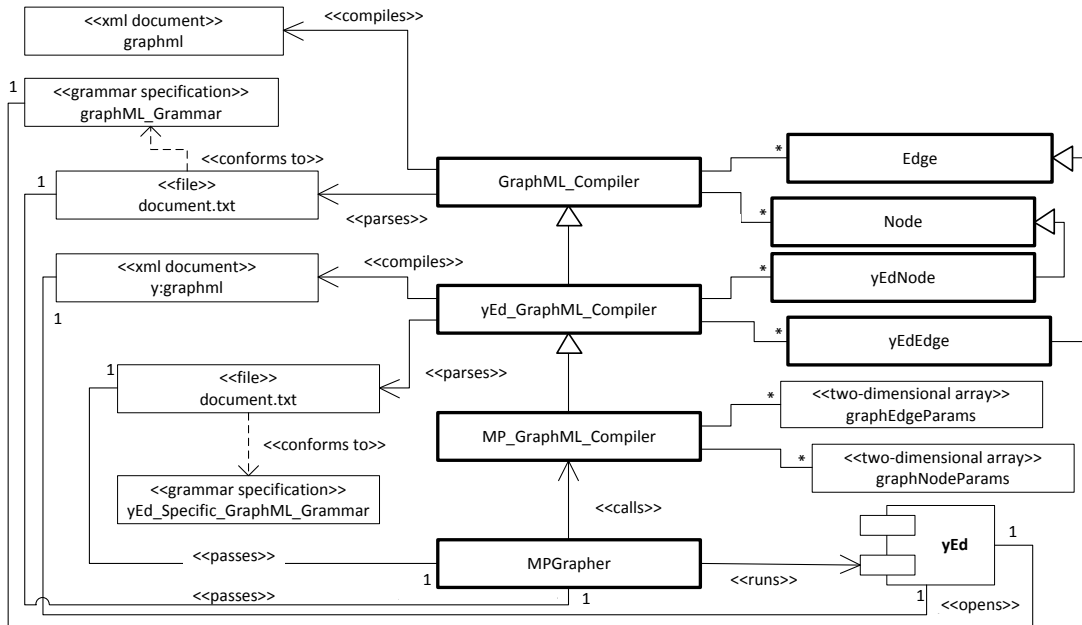 <<xml document>>
graphml
<<compiles>>
1
<<grammar specification>>
graphML_Grammar
<<conforms to>>
1
<<file>>
document.txt
<<parses>>
GraphML_Compiler
*
Edge
*
Node
<<xml document>>
y:graphml
1
<<compiles>>
yEd_GraphML_Compiler
*
yEdNode
*
yEdEdge
1
<<file>>
document.txt
<<parses>>
<<conforms to>>
<<grammar specification>>
yEd_Specific_GraphML_Grammar
MP_GraphML_Compiler
*
<<two-dimensional array>>
graphEdgeParams
*
<<two-dimensional array>>
graphNodeParams
<<calls>>
<<passes>>
MPGrapher
1
<<runs>>
yEd
1
<<passes>>
1
1
<<opens>>